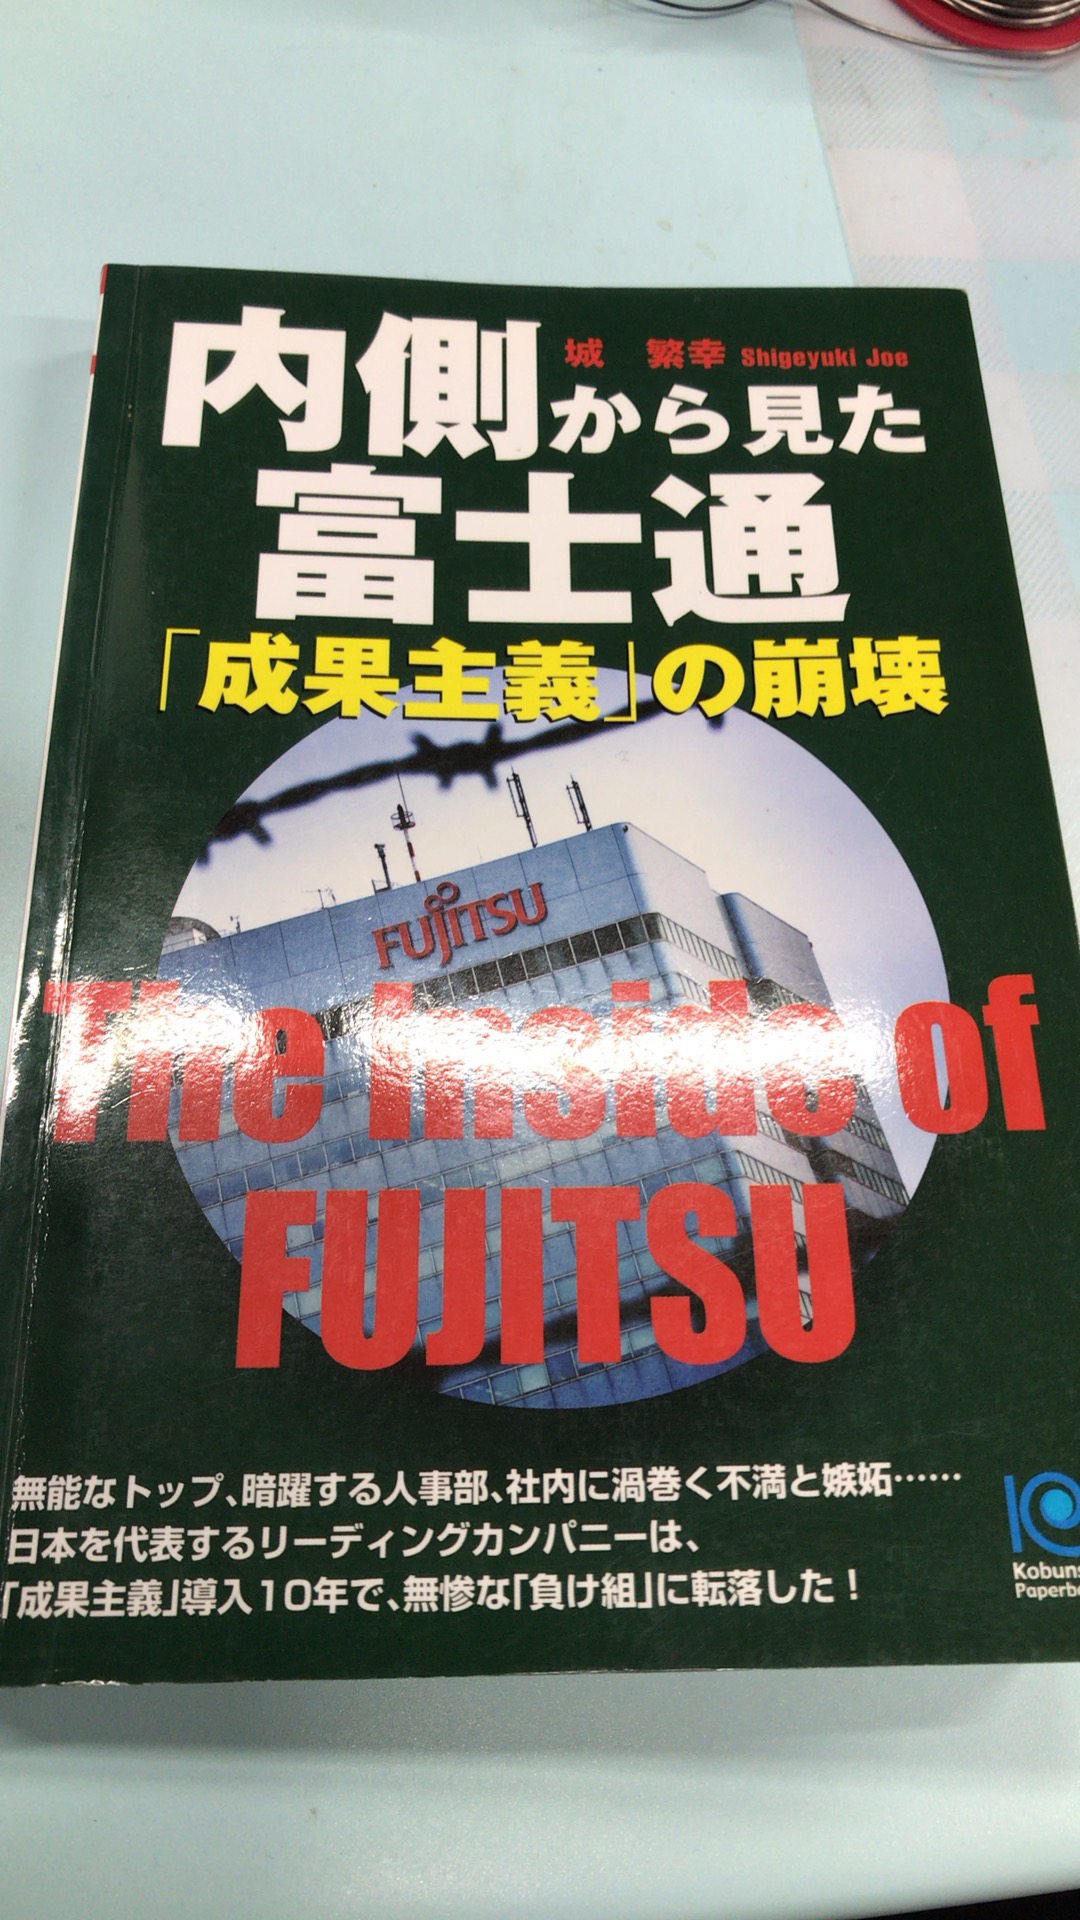 城 繁幸 Shigeyuki Joe
内側から見た
富士通
「成果主義」の崩壊
FUJITSU
The Inside of
FUJITSU
無能なトップ、暗躍する人事部、社内に渦巻く不満と嫉妬……
日本を代表するリーディングカンパニーは、
「成果主義」導入10年で、無惨な「負け組」に転落した！
Kobuns
Paperb